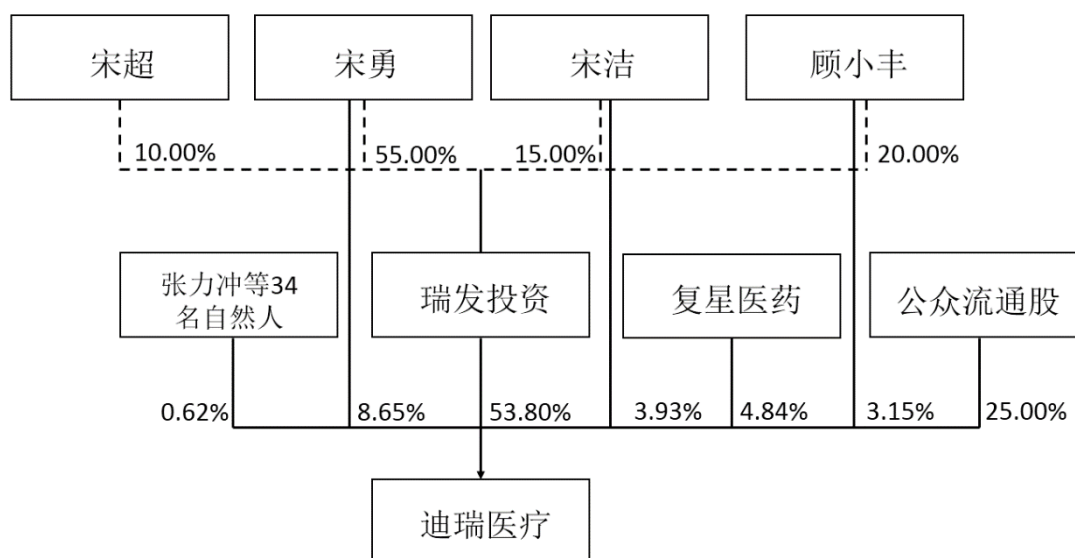 宋超
宋勇
宋洁
顾小丰
10.00%
55.00%
15.00%
20.00%
张力冲等34
名自然人
瑞发投资
复星医药
公众流通股
0.62%
8.65%
53.80%
3.93%
4.84%
3.15%
25.00%
迪瑞医疗